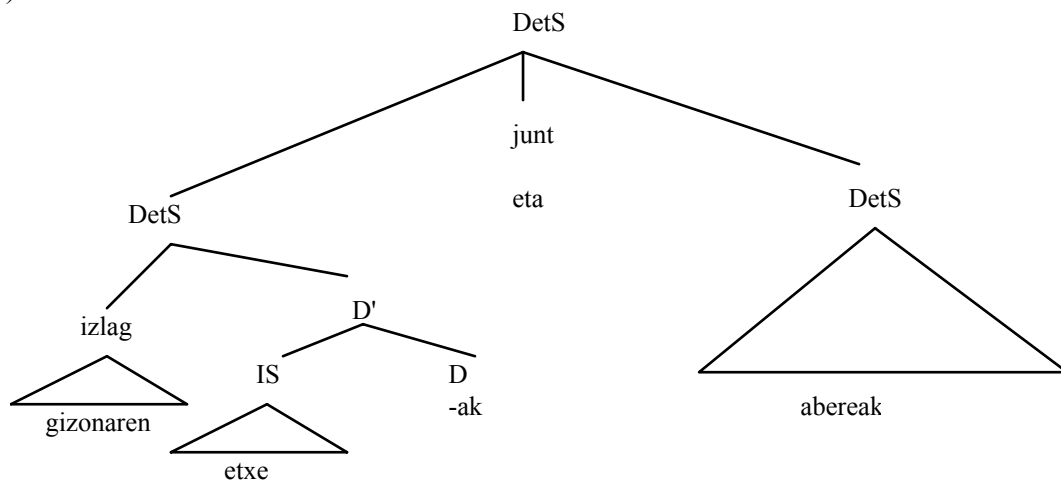 )
DetS
junt
DetS eta DetS
izlag D'
IS D
gizonaren -ak abereak
etxe